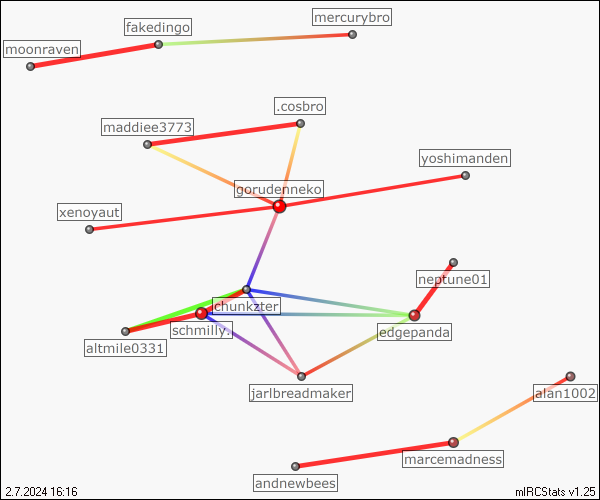 mercurybro
fakedingo
moonraven
.cosbro
maddiee3773
yoshimanden
gorudenneko
xenoyaut
neptune01
chunkzter
schmilly.
edgepanda
altmile0331
jarlbreadmaker
alan1002
marcemadness
andnewbees
2.7.2024 16:16
mIRCStats v1.25